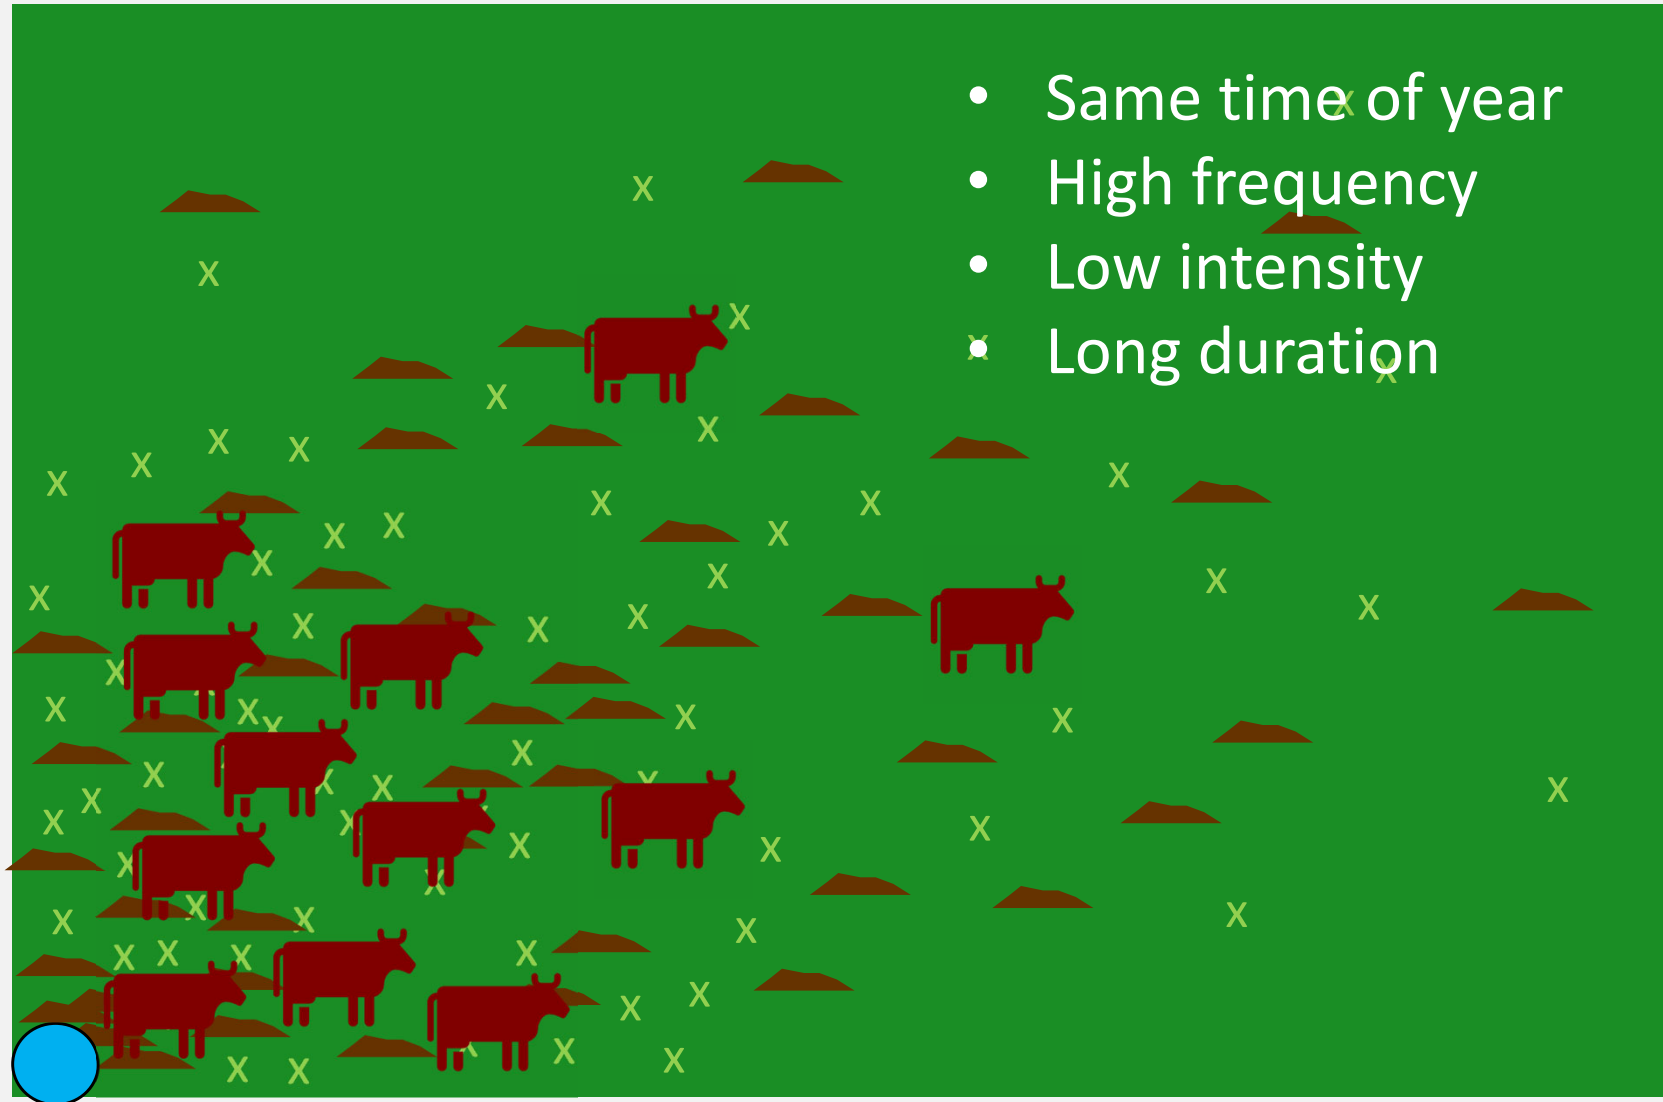 • Same time of year
• High frequency
• Low intensity
• Long duration